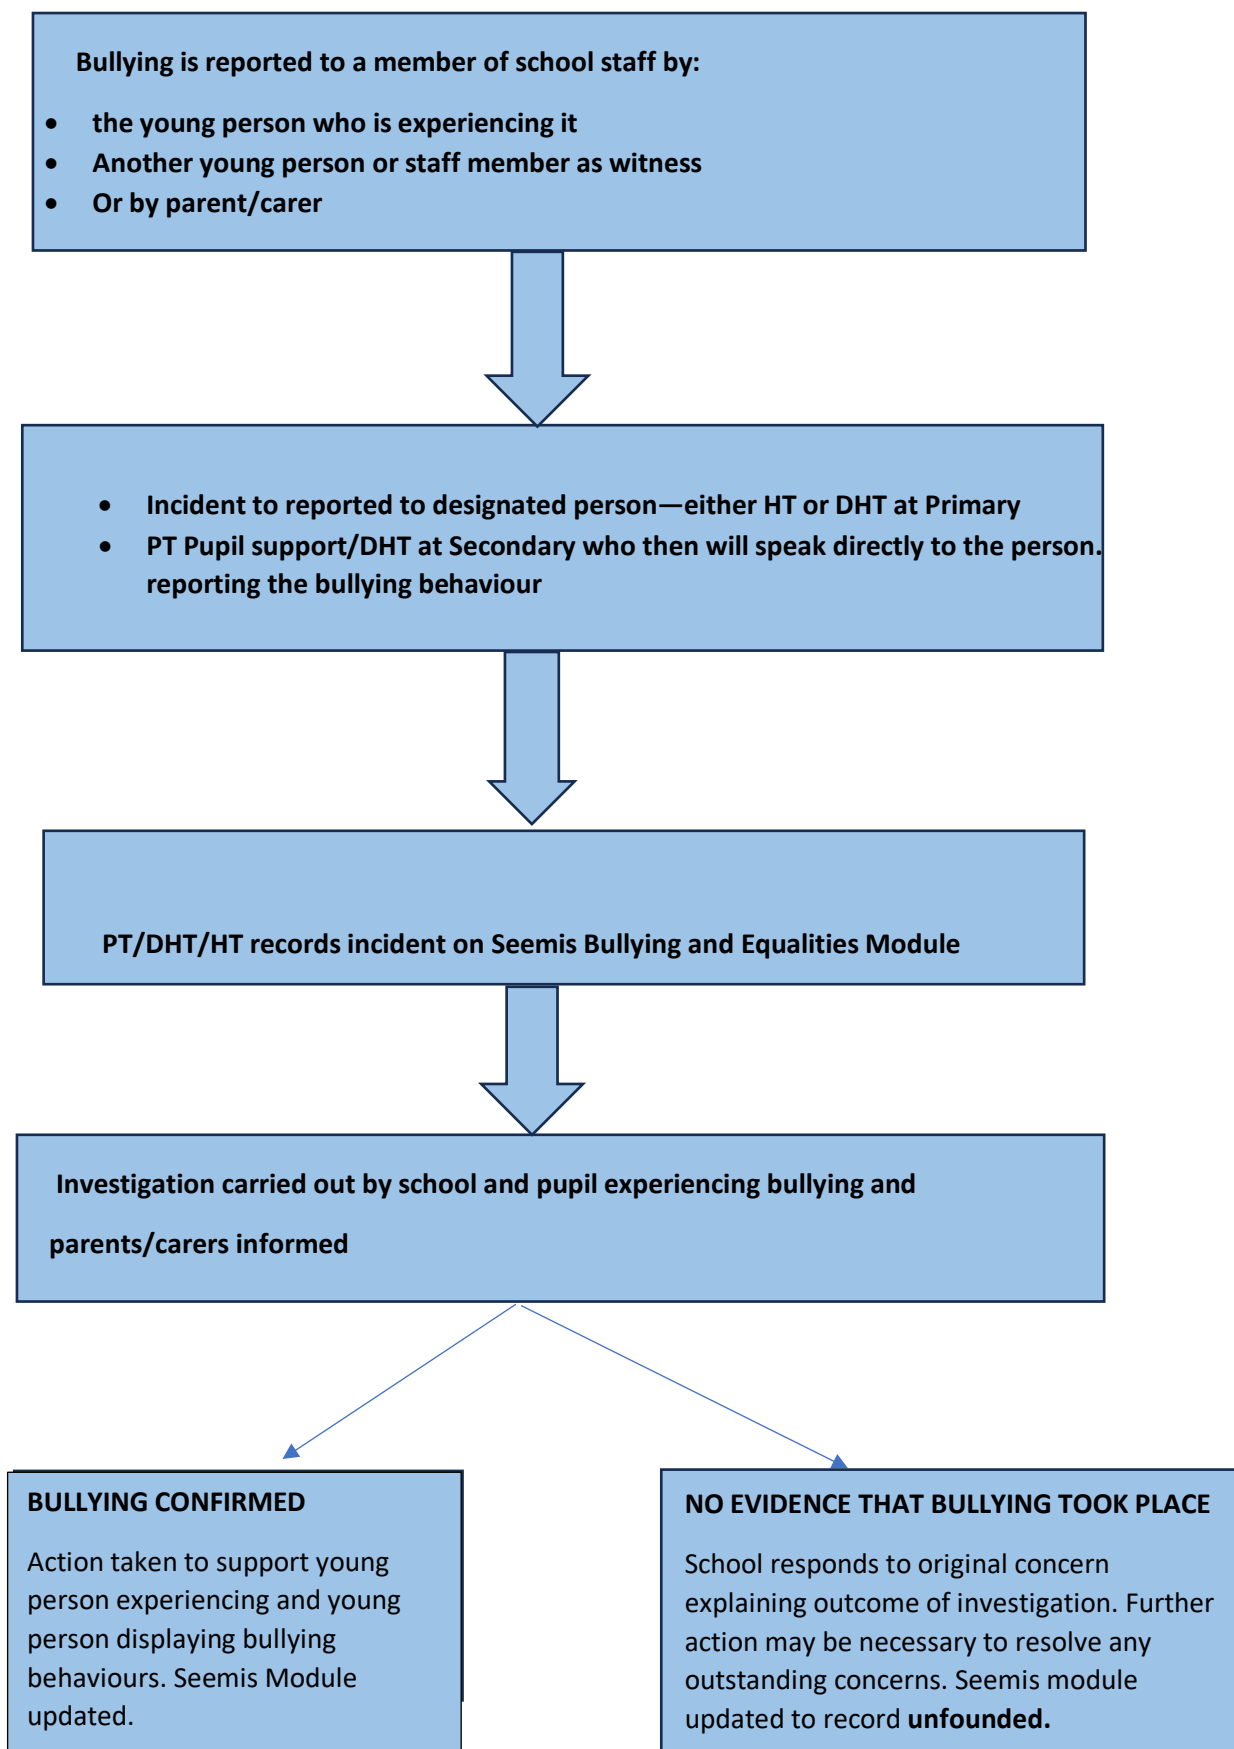 Bullying is reported to a member of school staff by:
• the young person who is experiencing it
• Another young person or staff member as witness
• Or by parent/carer
• Incident to reported to designated person—either HT or DHT at Primary
• PT Pupil support/DHT at Secondary who then will speak directly to the person.
reporting the bullying behaviour
PT/DHT/HT records incident on Seemis Bullying and Equalities Module
Investigation carried out by school and pupil experiencing bullying and
parents/carers informed
BULLYING CONFIRMED
Action taken to support young
person experiencing and young
person displaying bullying
behaviours. Seemis Module
updated.
NO EVIDENCE THAT BULLYING TOOK PLACE
School responds to original concern
explaining outcome of investigation. Further
action may be necessary to resolve any
outstanding concerns. Seemis module
updated to record unfounded.